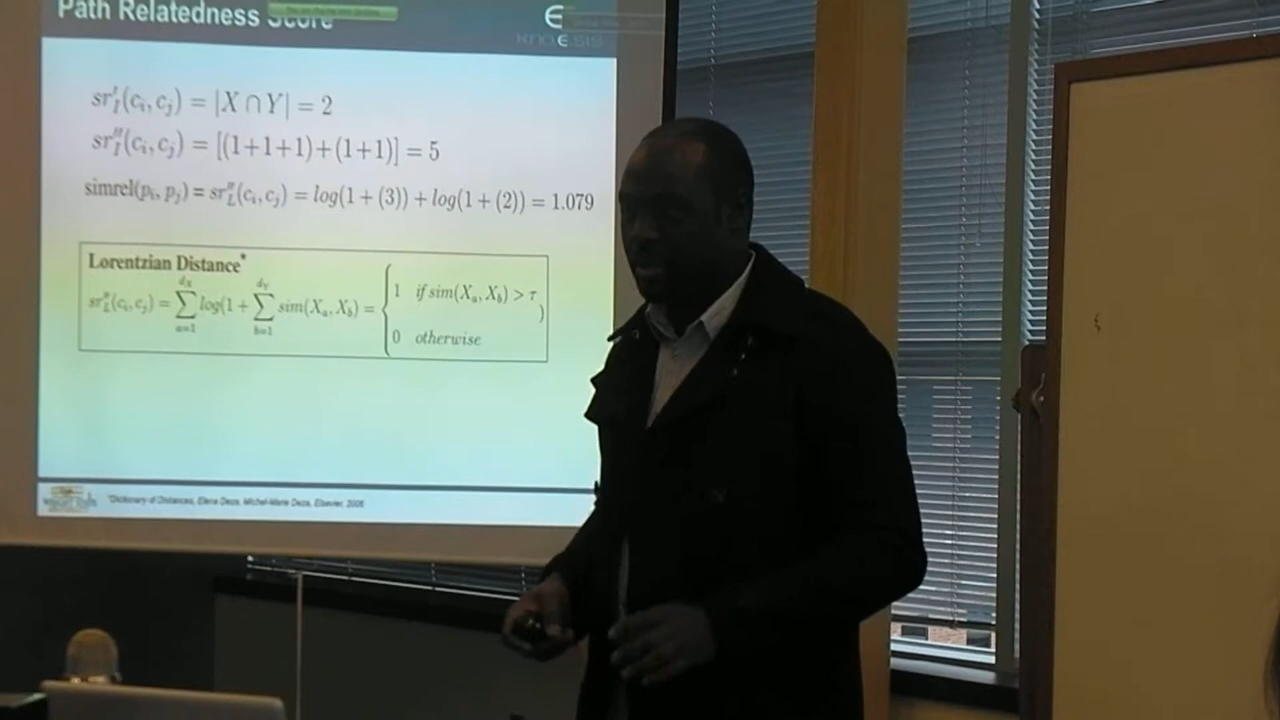 Path Relatedness Score
knoesis
sr'_I(c_i, c_j) = |X ∩ Y| = 2
sr''_I(c_i, c_j) = [(1+1+1)+(1+1)] = 5
simrel(p_i, p_j) = sr''_L(c_i, c_j) = log(1 + (3)) + log(1 + (2)) = 1.079
Lorentzian Distance*
sr''_L(c_i, c_j) = ∑_{a=1}^{d_X} log(1 + ∑_{b=1}^{d_Y} sim(X_a, X_b) = { 1 if sim(X_a, X_b) > τ )
0 otherwise
*Dictionary of Distances, Elena Deza, Michel-Marie Deza, Elsevier, 2006